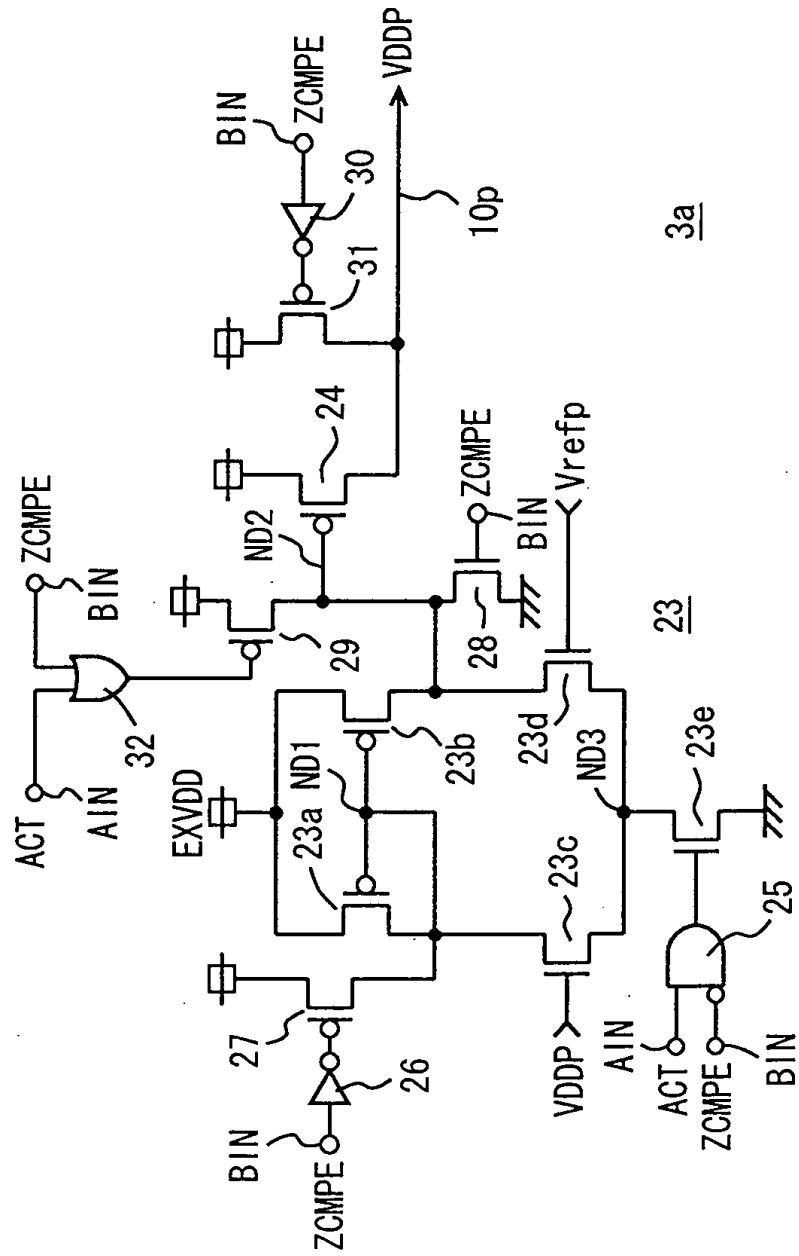 ACT
AIN
ZCMPE
BIN
32
EXVDD
ZCMPE
BIN
26
27
23a
ND1
23b
29
ND2
24
31
30
BIN
ZCMPE
VDDP
10p
28
ZCMPE
BIN
VDDP
23c
23d
Vrefp
ND3
23e
23
3a
ACT
AIN
ZCMPE
BIN
25